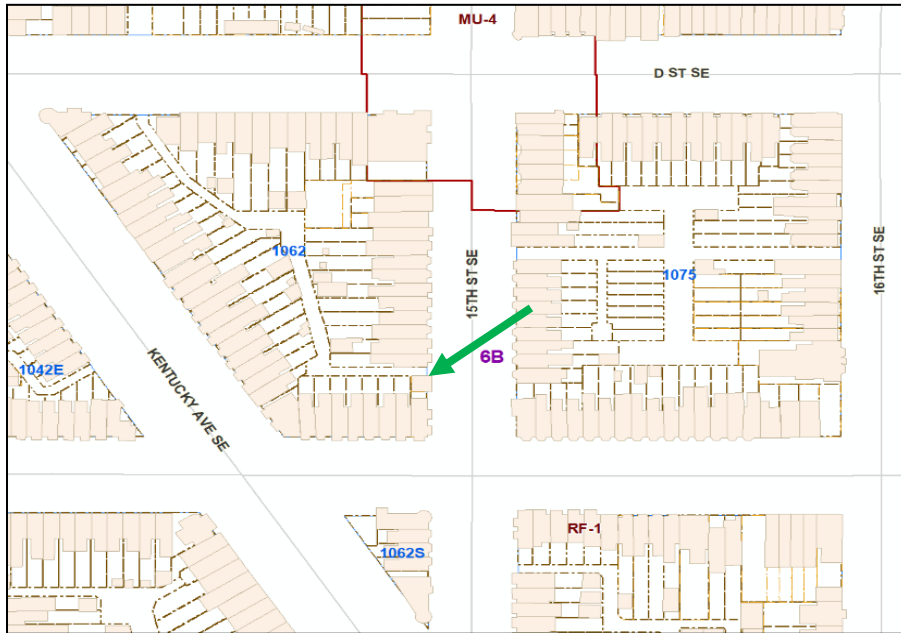 MU-4
D ST SE
1062
15TH ST SE
1075
16TH ST SE
6B
1042E
KENTUCKY AVE SE
RF-1
1062S